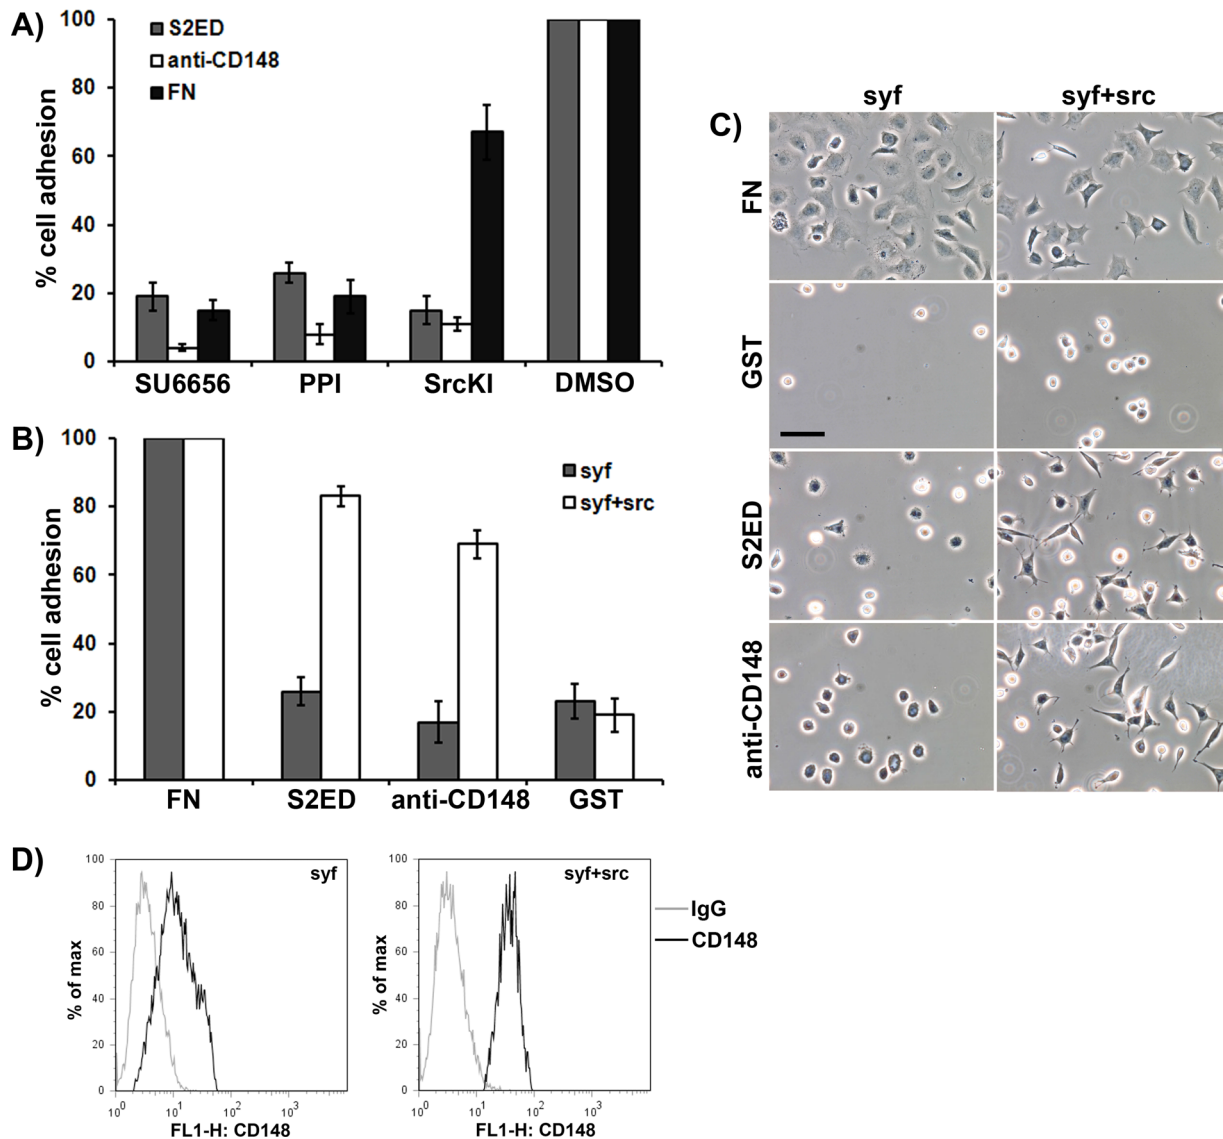 A)
% cell adhesion
100
80
60
40
20
0
S2ED
anti-CD148
FN
SU6656 PPI SrcKI DMSO
B)
% cell adhesion
100
80
60
40
20
0
syf
syf+src
FN S2ED anti-CD148 GST
C)
syf syf+src
FN
GST
S2ED
anti-CD148
D)
% of max
100
80
60
40
20
0
syf
10^0 10^1 10^2 10^3
FL1-H: CD148
% of max
100
80
60
40
20
0
syf+src
10^0 10^1 10^2 10^3
FL1-H: CD148
IgG
CD148